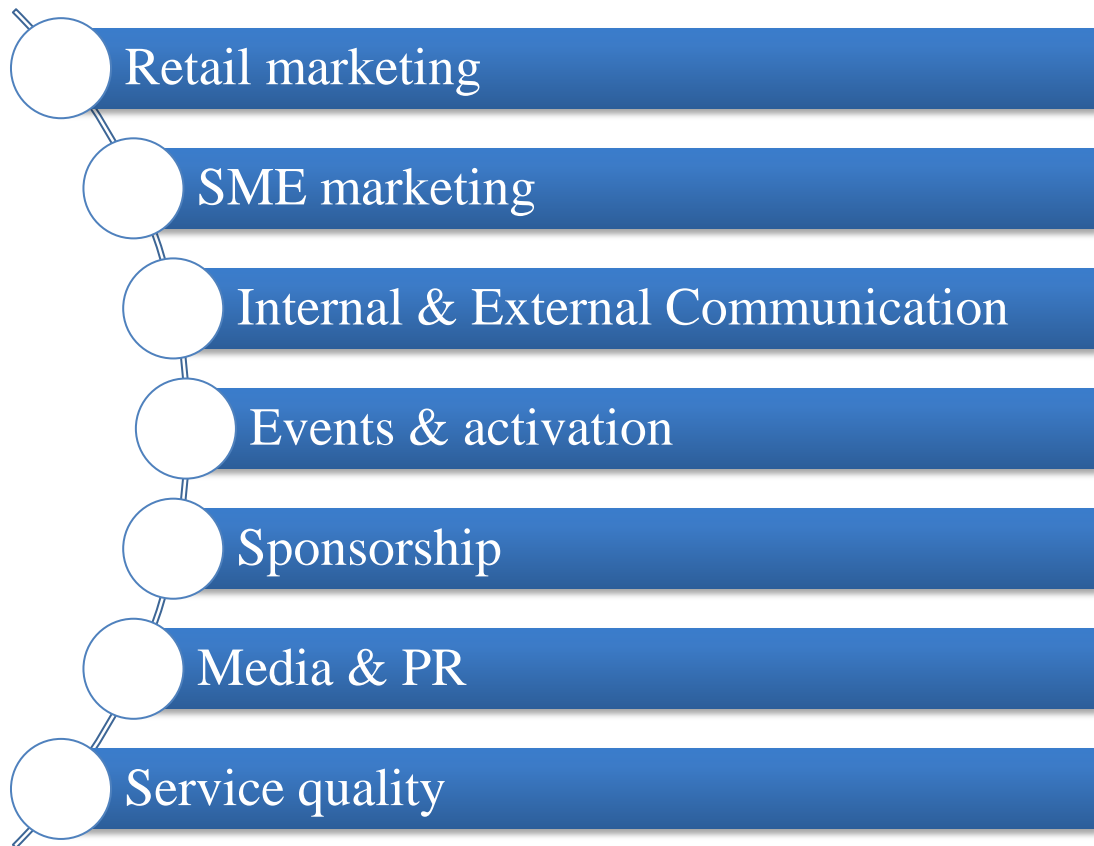 Retail marketing
SME marketing
Internal & External Communication
Events & activation
Sponsorship
Media & PR
Service quality